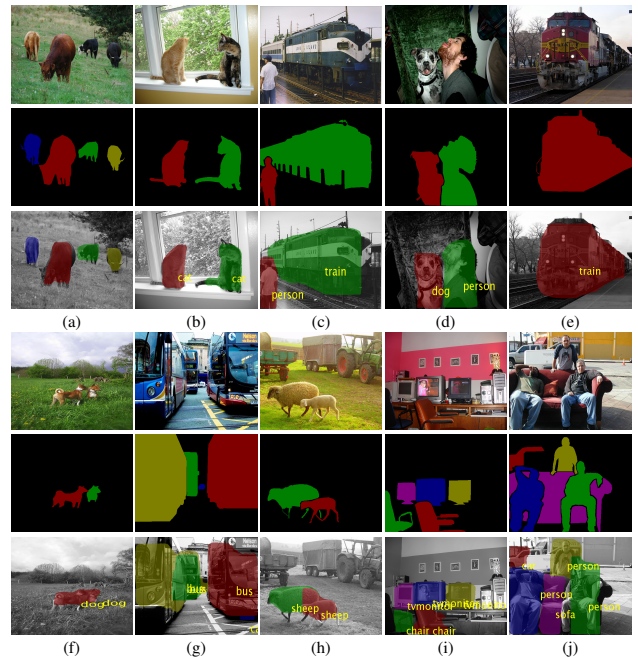 cat
cat
train
person
dog
person
train
(a) (b) (c) (d) (e)
dog dog
bus
bus
sheep
sheep
tvmonitor
chair chair
person
person
sofa
person
(f) (g) (h) (i) (j)